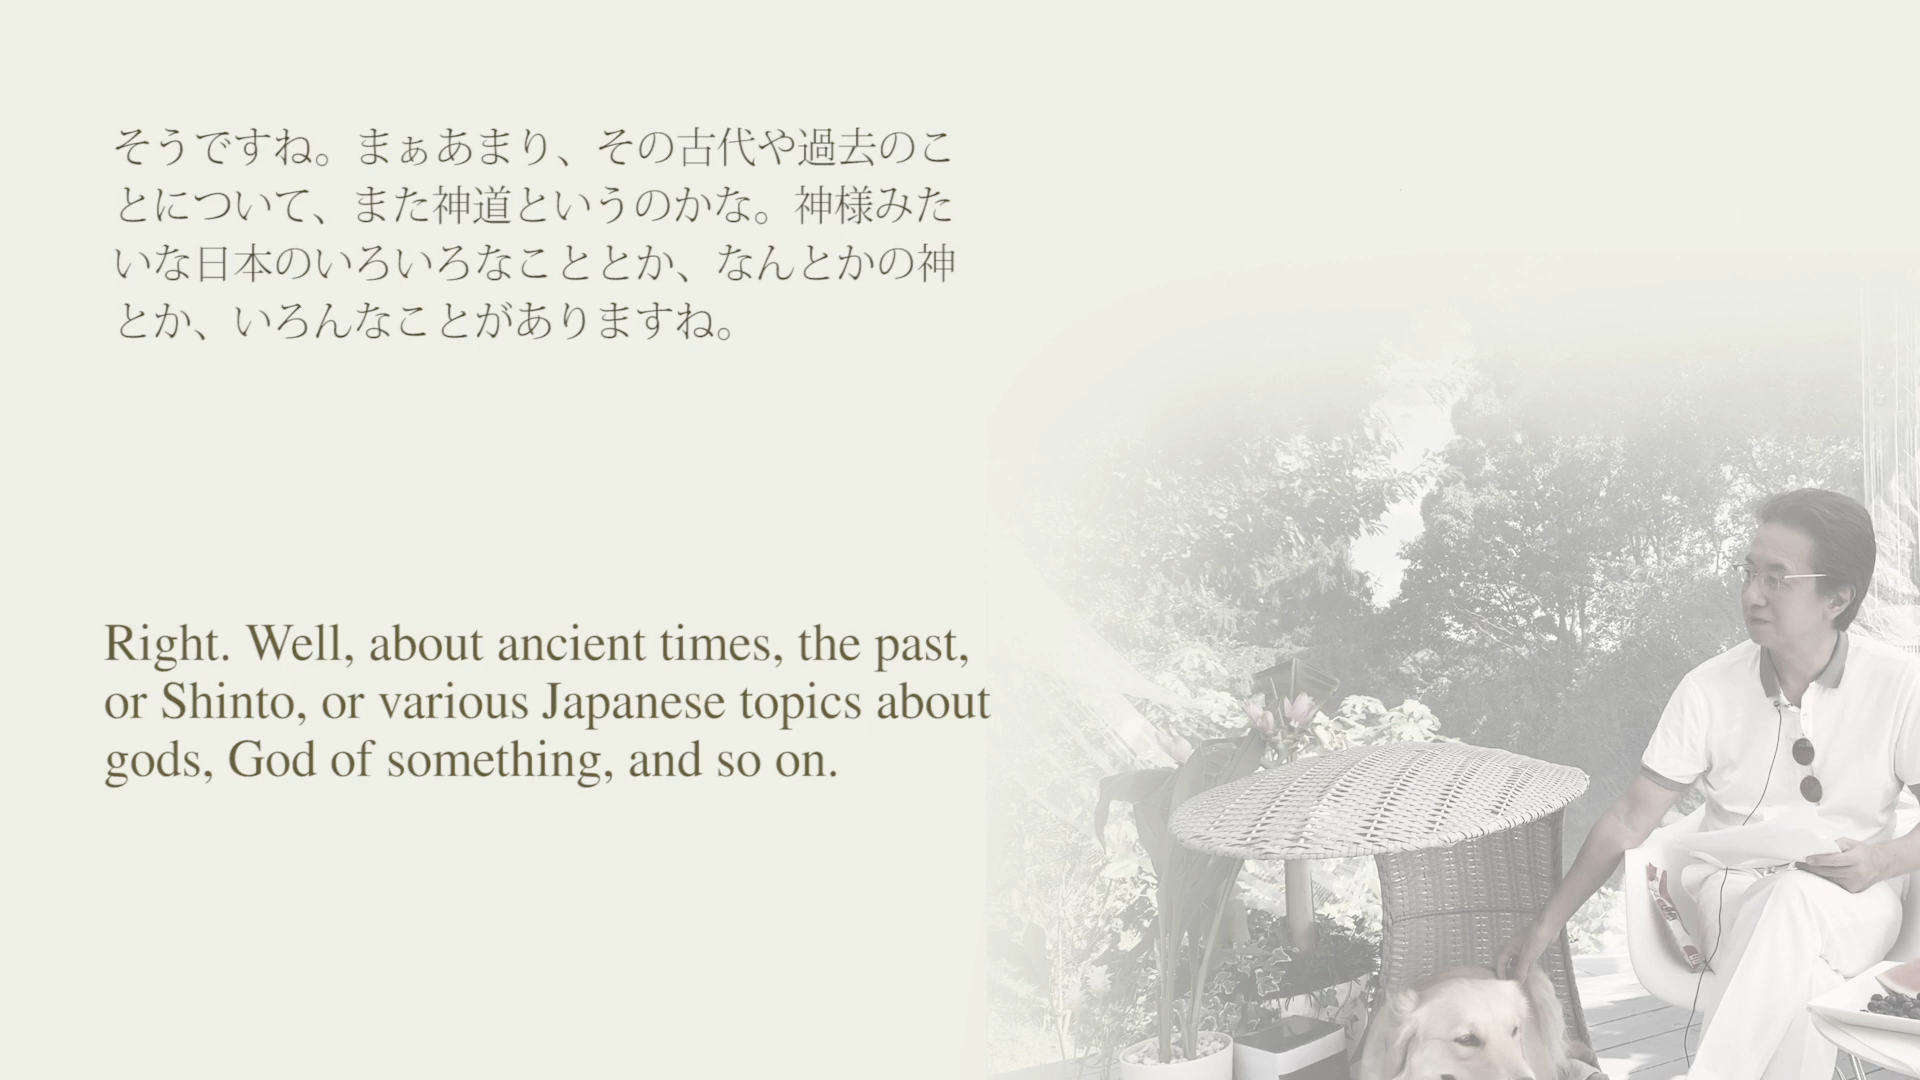 そうですね。まぁあまり、その古代や過去のこ
とについて、また神道というのかな。神様みた
いな日本のいろいろなこととか、なんとかの神
とか、いろんなことがありますね。
Right. Well, about ancient times, the past,
or Shinto, or various Japanese topics about
gods, God of something, and so on.